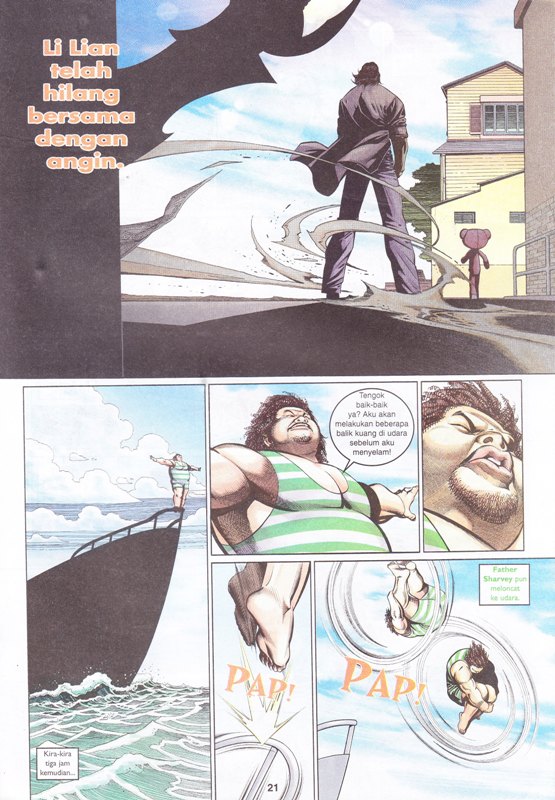 Li Lian
telah
hilang
bersama
dengan
angin.
Tengok
baik-baik
ya? Aku akan
melakukan beberapa
balik kuang di udara
sebelum aku
menyelam!
Kira-kira
tiga jam
kemudian...
PAP!
Father
Sharvey pun
meloncat
ke udara.
PAP!
21